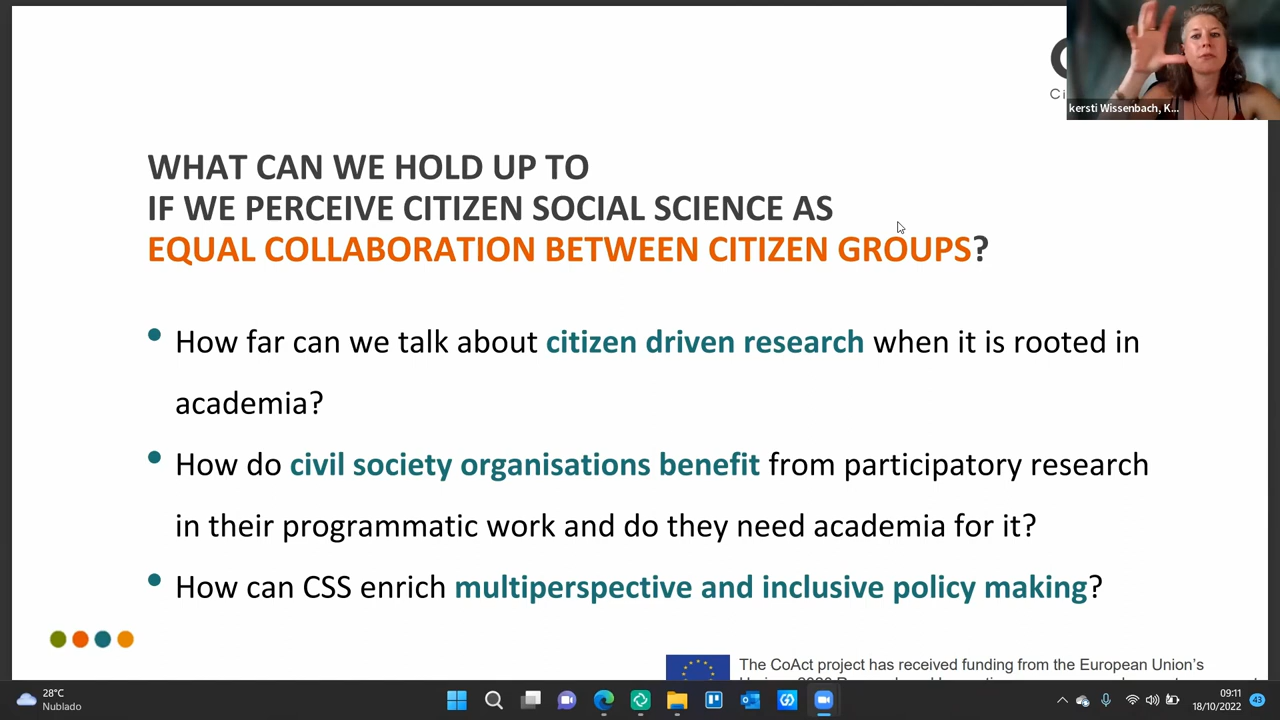 Ci
kersti Wissenbach, K...
WHAT CAN WE HOLD UP TO
IF WE PERCEIVE CITIZEN SOCIAL SCIENCE AS
EQUAL COLLABORATION BETWEEN CITIZEN GROUPS?
• How far can we talk about citizen driven research when it is rooted in
academia?
• How do civil society organisations benefit from participatory research
in their programmatic work and do they need academia for it?
• How can CSS enrich multiperspective and inclusive policy making?
The CoAct project has received funding from the European Union's
28°C
Nublado
09:11
18/10/2022
43